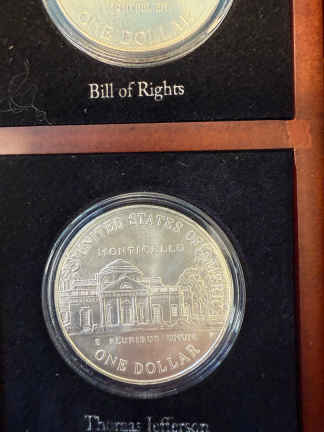 ONE DOLLAR
Bill of Rights
UNITED STATES OF AMERICA
MONTICELLO
E PLURIBUS UNUM
ONE DOLLAR
Thomas Jefferson